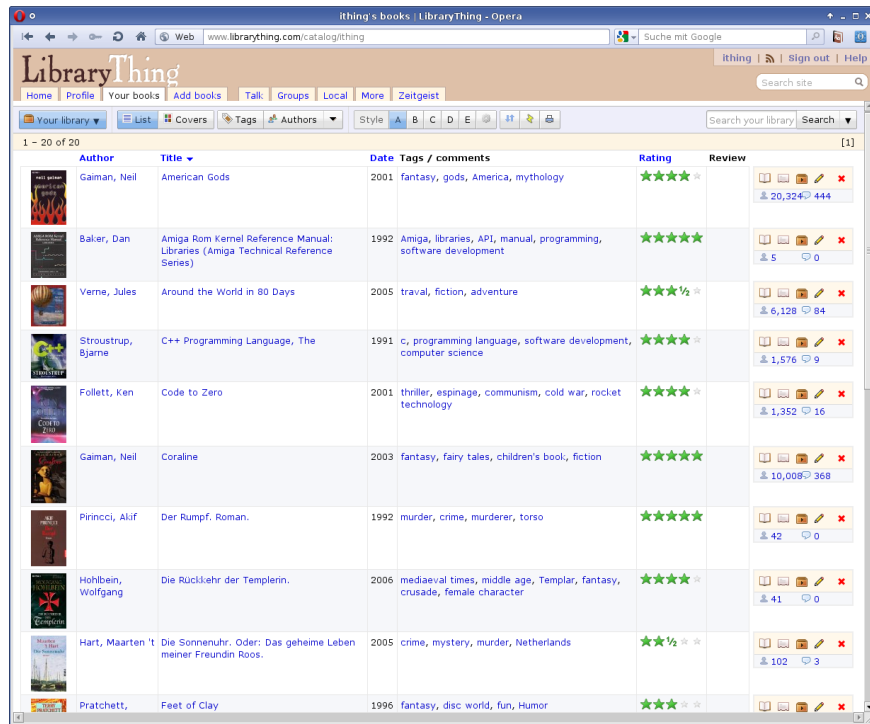 ithing's books | LibraryThing - Opera
Web www.librarything.com/catalog/ithing Suche mit Google
ithing | Sign out | Help
LibraryThing
Search site
Home Profile Your books Add books Talk Groups Local More Zeitgeist
Your library List Covers Tags Authors Style A B C D E Search your library Search
1 – 20 of 20 [1]
Author Title Date Tags / comments Rating Review
Gaiman, Neil American Gods 2001 fantasy, gods, America, mythology
20,324 444
Baker, Dan Amiga Rom Kernel Reference Manual: 1992 Amiga, libraries, API, manual, programming,
Libraries (Amiga Technical Reference software development
Series) 5 0
Verne, Jules Around the World in 80 Days 2005 traval, fiction, adventure ½
6,128 84
Stroustrup, C++ Programming Language, The 1991 c, programming language, software development,
Bjarne computer science
1,576 9
Follett, Ken Code to Zero 2001 thriller, espinage, communism, cold war, rocket
technology
1,352 16
Gaiman, Neil Coraline 2003 fantasy, fairy tales, children's book, fiction
10,008 368
Pirincci, Akif Der Rumpf. Roman. 1992 murder, crime, murderer, torso
42 0
Hohlbein, Die Rückkehr der Templerin. 2006 mediaeval times, middle age, Templar, fantasy,
Wolfgang crusade, female character
41 0
Hart, Maarten 't Die Sonnenuhr. Oder: Das geheime Leben 2005 crime, mystery, murder, Netherlands ½
meiner Freundin Roos.
102 3
Pratchett, Feet of Clay 1996 fantasy, disc world, fun, Humor